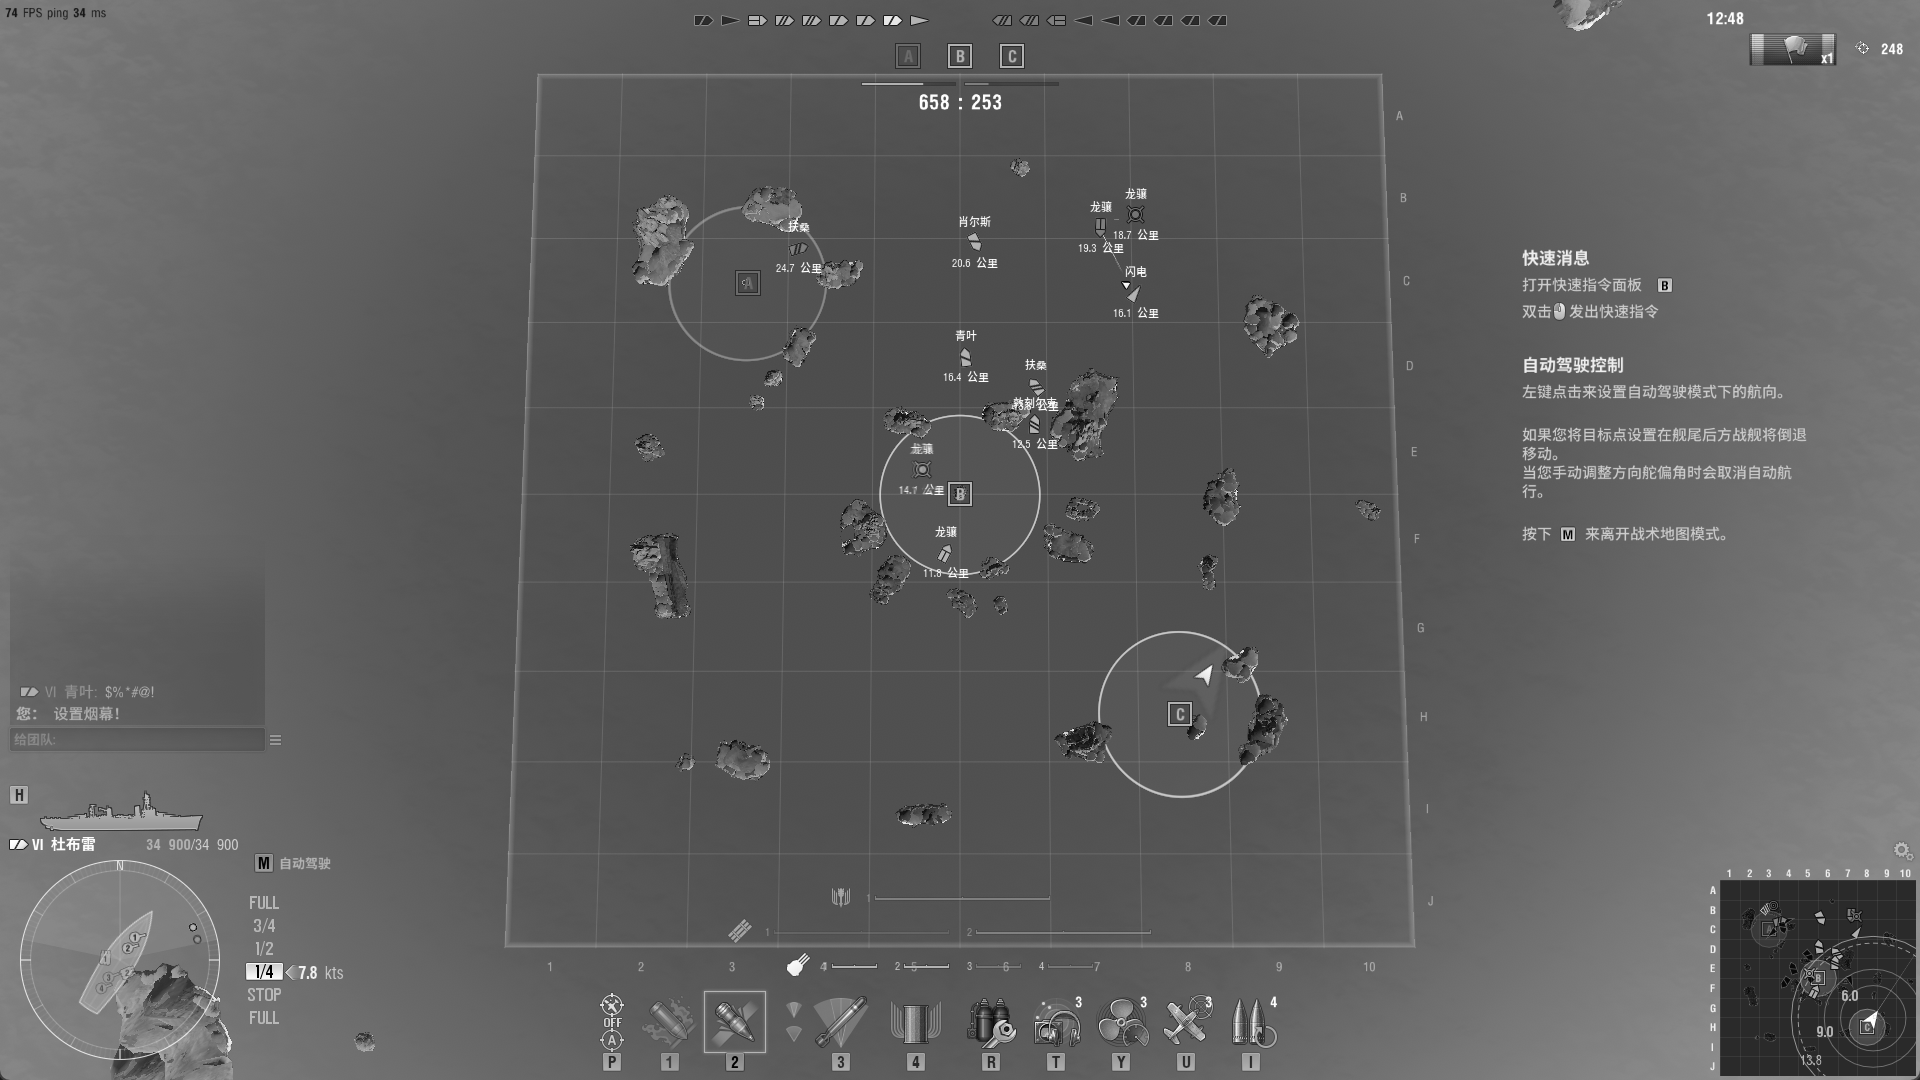 74 FPS ping 34 ms
12:48
A B C
x1
248
658 : 253
A
龙骧
B
龙骧
肖尔斯
18.7 公里
扶桑
19.3 公里
20.6 公里
24.7 公里
闪电
C
A
16.1 公里
青叶
D
扶桑
16.4 公里
12.5 公里
龙骧
E
14.7 公里
B
龙骧
F
11.8 公里
G
C
H
I
J
1
1
2
4
2
3
4
1 2 3 7 8 9 10
快速消息
打开快速指令面板 B
双击 发出快速指令
自动驾驶控制
左键点击来设置自动驾驶模式下的航向。
如果您将目标点设置在舰尾后方战舰将倒退
移动。
当您手动调整方向舵偏角时会取消自动航
行。
按下 M 来离开战术地图模式。
VI 青叶: $%*#@!
您: 设置烟幕!
给团队:
H
VI 杜布雷 34 900/34 900
M 自动驾驶
N
FULL
3/4
1/2
1/4 7.8 kts
STOP
FULL
OFF
A
3 3 3 4
P 1 2 3 4 R T Y U I
1 2 3 4 5 6 7 8 9 10
A
B
C
D
E
F
G
H
I
J
A
B
C
6.0
9.0
13.8